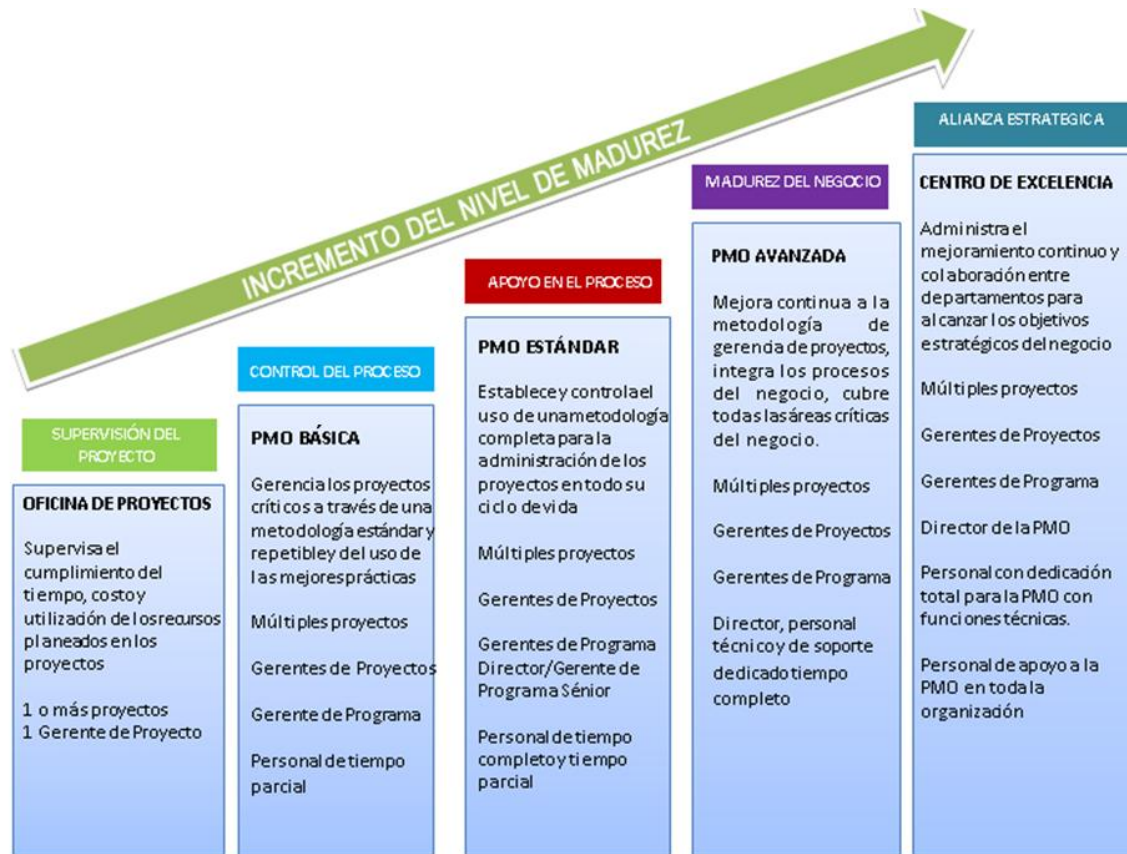 INCREMENTO DEL NIVEL DE MADUREZ
SUPERVISIÓN DEL
PROYECTO
OFICINA DE PROYECTOS
Supervisa el
cumplimiento del
tiempo, costo y
utilización de los recursos
planeados en los
proyectos
1 o más proyectos
1 Gerente de Proyecto
CONTROL DEL PROCESO
PMO BÁSICA
Gerencia los proyectos
críticos a través de una
metodología estándar y
repetible y del uso de
las mejores prácticas
Múltiples proyectos
Gerentes de Proyectos
Gerente de Programa
Personal de tiempo
parcial
APOYO EN EL PROCESO
PMO ESTÁNDAR
Establece y controla el
uso de una metodología
completa para la
administración de los
proyectos en todo su
ciclo de vida
Múltiples proyectos
Gerentes de Proyectos
Gerentes de Programa
Director/Gerente de
Programa Sénior
Personal de tiempo
completo y tiempo
parcial
MADUREZ DEL NEGOCIO
PMO AVANZADA
Mejora continua a la
metodología de
gerencia de proyectos,
integra los procesos
del negocio, cubre
todas las áreas críticas
del negocio.
Múltiples proyectos
Gerentes de Proyectos
Gerentes de Programa
Director, personal
técnico y de soporte
dedicado tiempo
completo
ALIANZA ESTRATEGICA
CENTRO DE EXCELENCIA
Administra el
mejoramiento continuo y
colaboración entre
departamentos para
alcanzar los objetivos
estratégicos del negocio
Múltiples proyectos
Gerentes de Proyectos
Gerentes de Programa
Director de la PMO
Personal con dedicación
total para la PMO con
funciones técnicas.
Personal de apoyo a la
PMO en toda la
organización